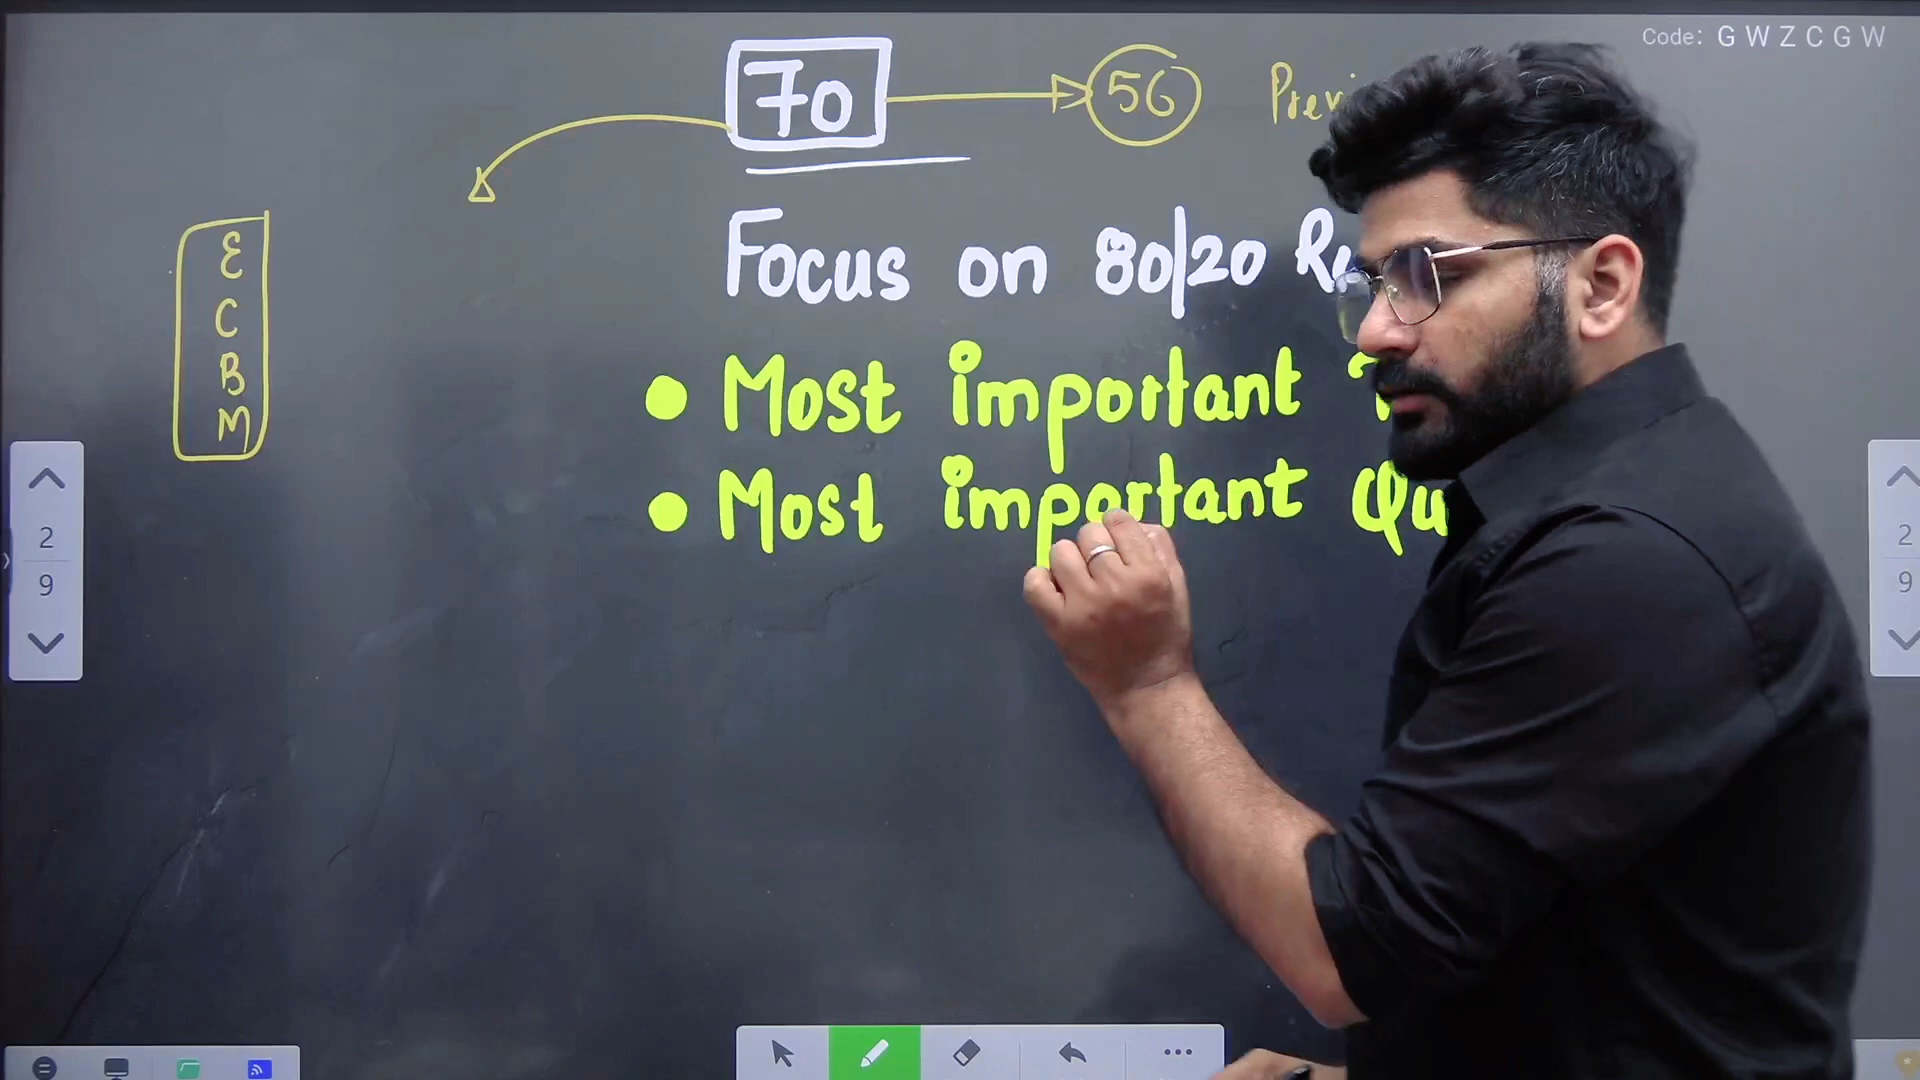 Code: GWZCGW
70
56
Focus on 80/20
E
C
B
M
• Most important
• Most important
2
9
2
9